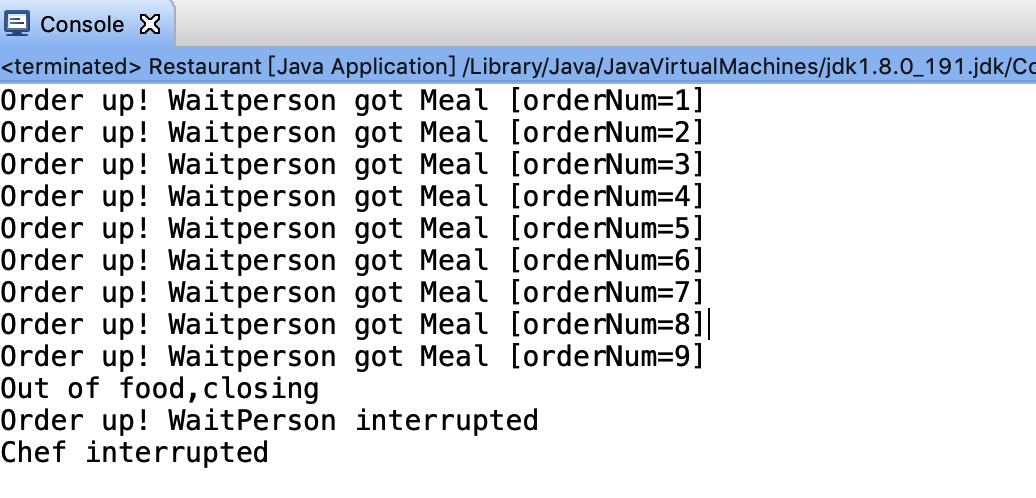 Console
<terminated> Restaurant [Java Application] /Library/Java/JavaVirtualMachines/jdk1.8.0_191.jdk/Co
Order up! Waitperson got Meal [orderNum=1]
Order up! Waitperson got Meal [orderNum=2]
Order up! Waitperson got Meal [orderNum=3]
Order up! Waitperson got Meal [orderNum=4]
Order up! Waitperson got Meal [orderNum=5]
Order up! Waitperson got Meal [orderNum=6]
Order up! Waitperson got Meal [orderNum=7]
Order up! Waitperson got Meal [orderNum=8]
Order up! Waitperson got Meal [orderNum=9]
Out of food,closing
Order up! WaitPerson interrupted
Chef interrupted